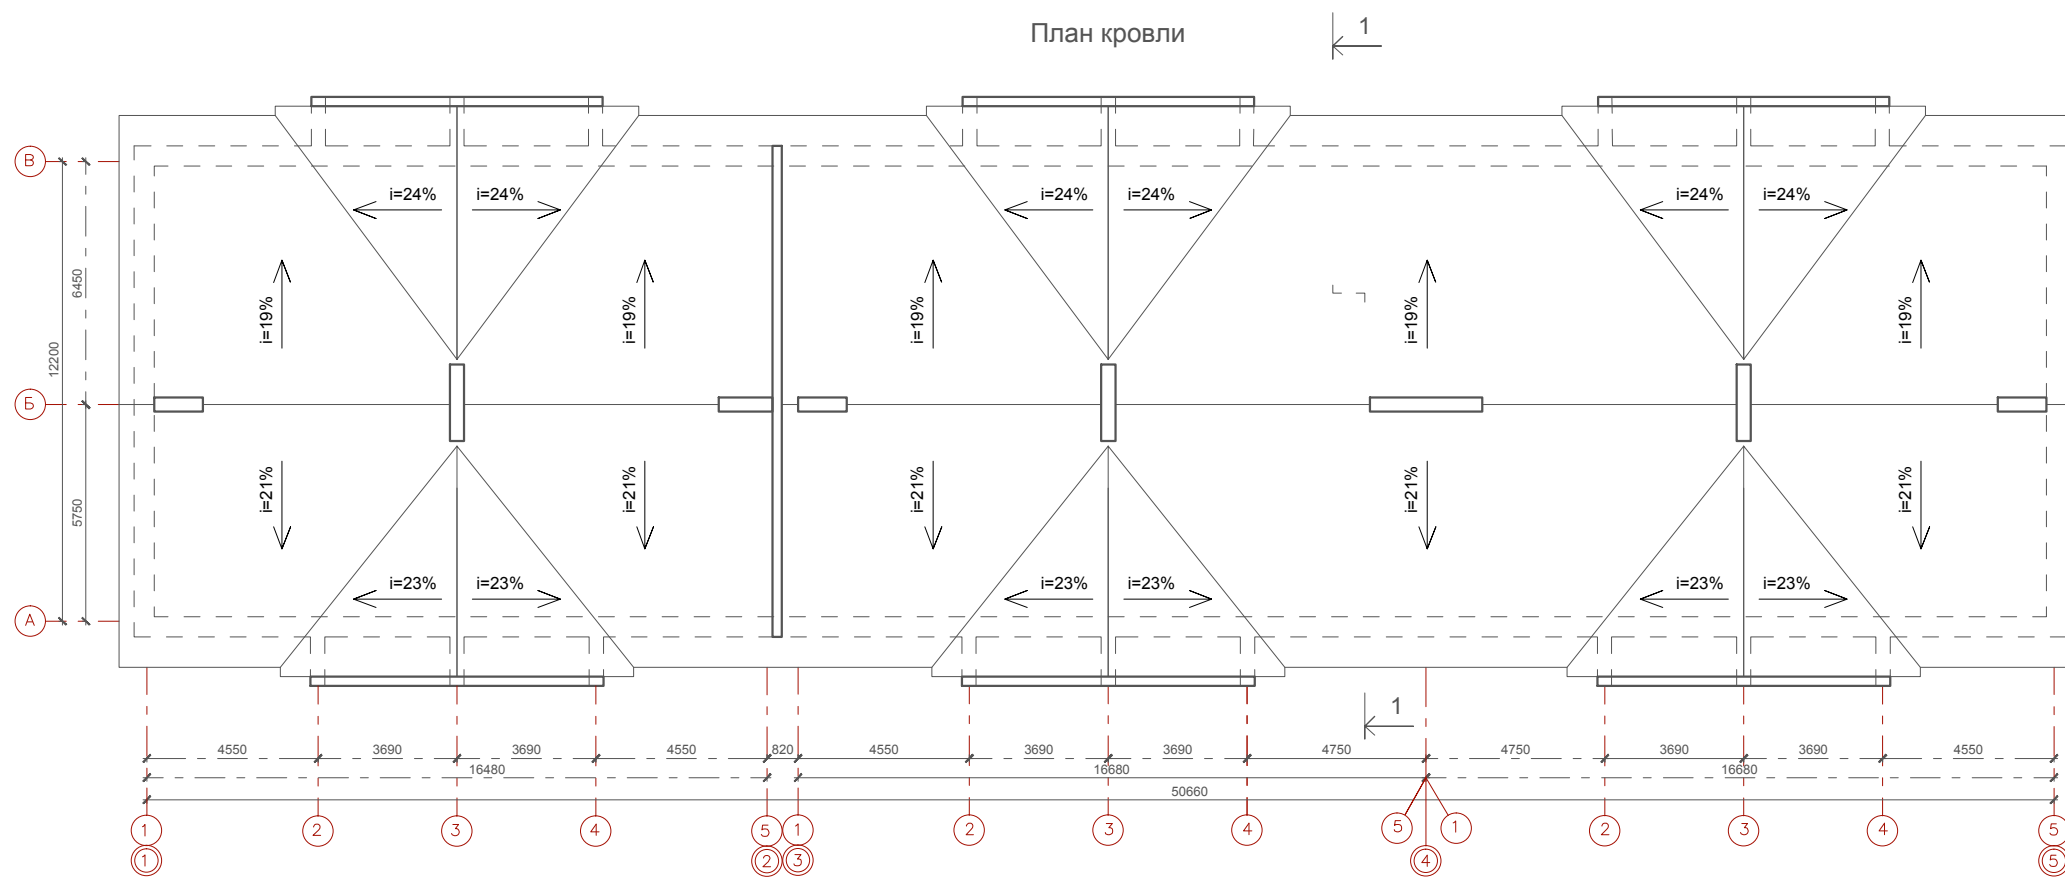 План кровли
1
В
i=24% i=24% i=24% i=24% i=24% i=24%
6450
i=19% i=19% i=19% i=19% i=19%
12200
Б
5750
i=21% i=21% i=21% i=21% i=21%
i=23% i=23% i=23% i=23% i=23% i=23%
А
1
4550 3690 3690 4550 820 4550 3690 3690 4750 4750 3690 3690 4550
16480 16680 16680
50660
1 2 3 4 5 1 2 3 4 5 1 2 3 4 5
1 2 3 4 5